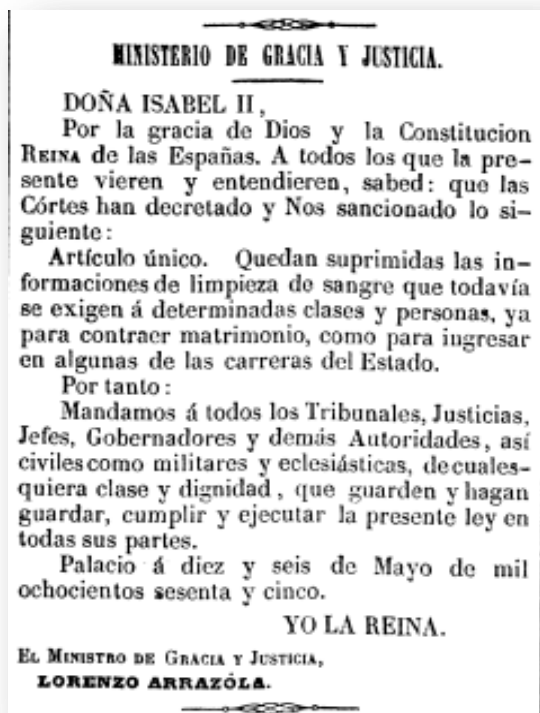 MINISTERIO DE GRACIA Y JUSTICIA.
DOÑA ISABEL II,
Por la gracia de Dios y la Constitucion
REINA de las Españas. A todos los que la pre-
sente vieren y entendieren, sabed: que las
Córtes han decretado y Nos sancionado lo si-
guiente:
Artículo único. Quedan suprimidas las in-
formaciones de limpieza de sangre que todavía
se exigen á determinadas clases y personas, ya
para contraer matrimonio, como para ingresar
en algunas de las carreras del Estado.
Por tanto:
Mandamos á todos los Tribunales, Justicias,
Jefes, Gobernadores y demás Autoridades, así
civiles como militares y eclesiásticas, de cuales-
quiera clase y dignidad, que guarden y hagan
guardar, cumplir y ejecutar la presente ley en
todas sus partes.
Palacio á diez y seis de Mayo de mil
ochocientos sesenta y cinco.
YO LA REINA.
EL MINISTRO DE GRACIA Y JUSTICIA,
LORENZO ARRAZÓLA.